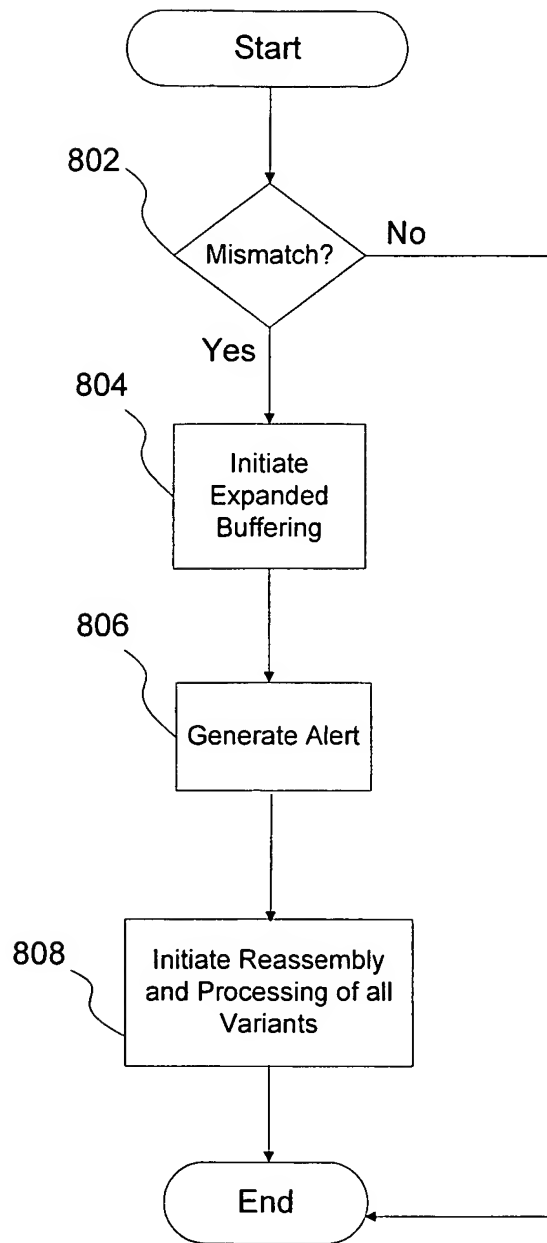 Start
802
Mismatch?
No
Yes
804
Initiate
Expanded
Buffering
806
Generate Alert
808
Initiate Reassembly
and Processing of all
Variants
End